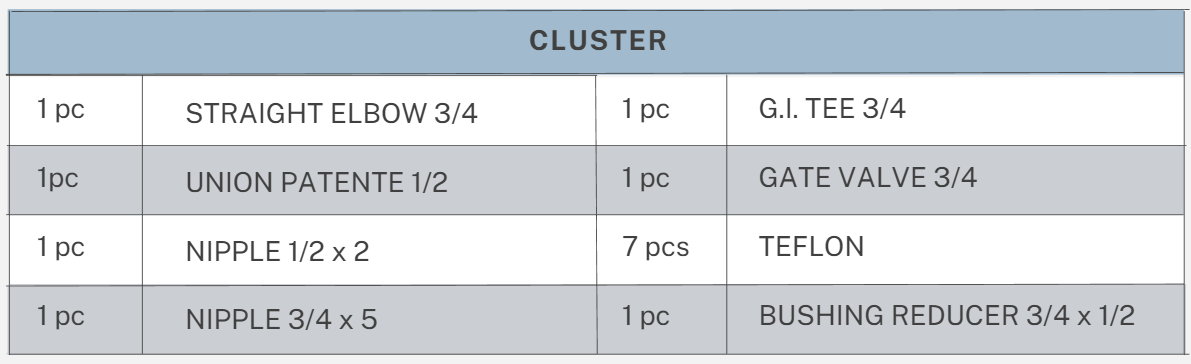 CLUSTER
1 pc STRAIGHT ELBOW 3/4 1 pc G.I. TEE 3/4
1pc UNION PATENTE 1/2 1 pc GATE VALVE 3/4
1 pc NIPPLE 1/2 x 2 7 pcs TEFLON
1 pc NIPPLE 3/4 x 5 1 pc BUSHING REDUCER 3/4 x 1/2